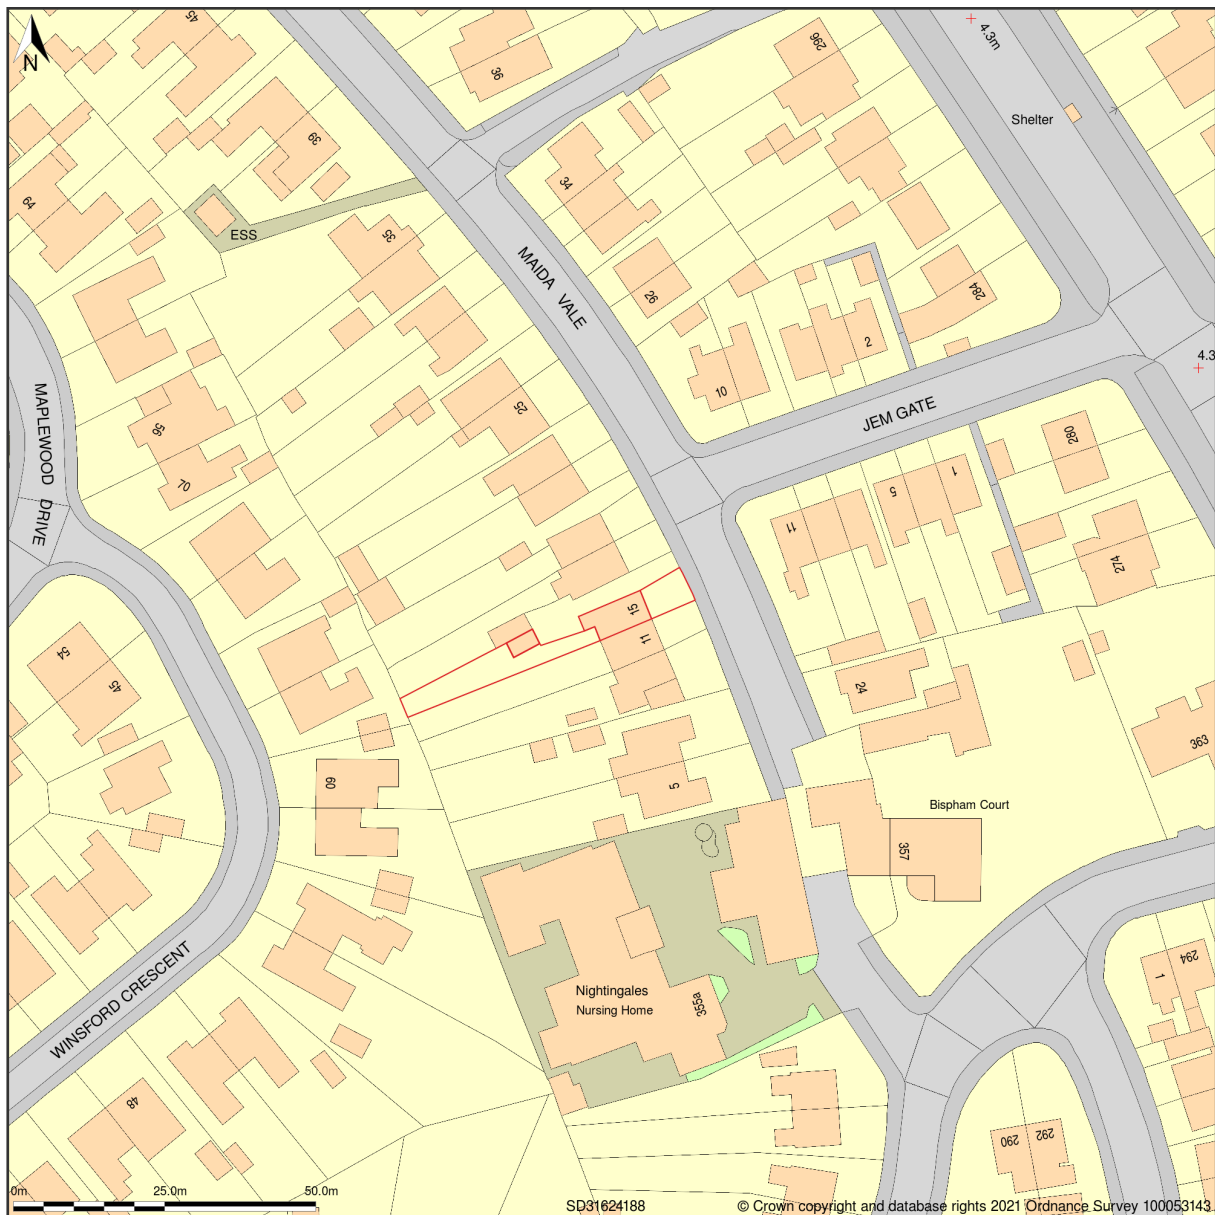 45
36
296
4.3m
N
39
Shelter
34
64
ESS
35
MAIDA VALE
26
284
2
10
4.3
MAPLEWOOD DRIVE
25
JEM GATE
56
70
280
1
5
11
274
15
11
54
45
24
393
60
5
Bispham Court
357
WINSFORD CRESCENT
Nightingales
Nursing Home
355a
294
1
48
290
292
0m
25.0m
50.0m
SD31624188
© Crown copyright and database rights 2021 Ordnance Survey 100053143